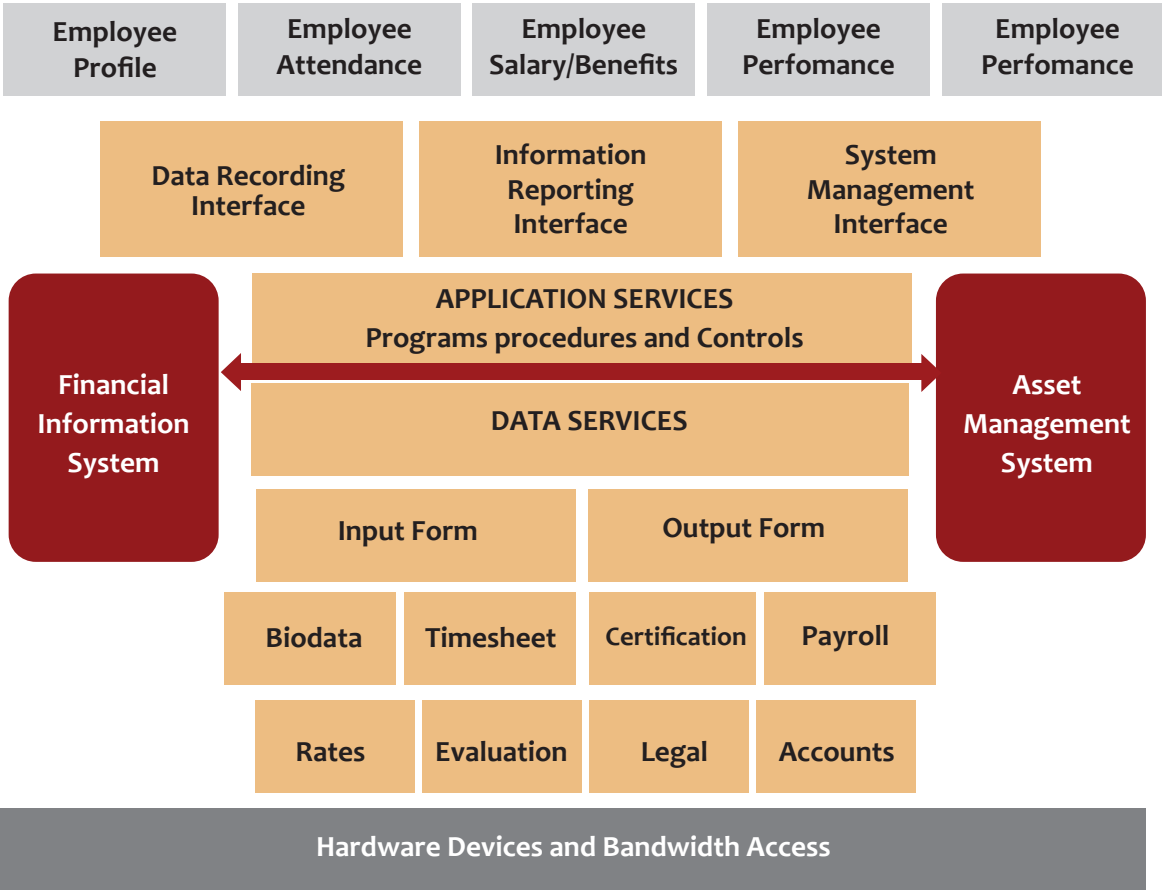 Employee
Profile
Employee
Attendance
Employee
Salary/Benefits
Employee
Perfomance
Employee
Perfomance
Data Recording
Interface
Information
Reporting
Interface
System
Management
Interface
Financial
Information
System
APPLICATION SERVICES
Programs procedures and Controls
DATA SERVICES
Asset
Management
System
Input Form
Output Form
Biodata
Timesheet
Certification
Payroll
Rates
Evaluation
Legal
Accounts
Hardware Devices and Bandwidth Access